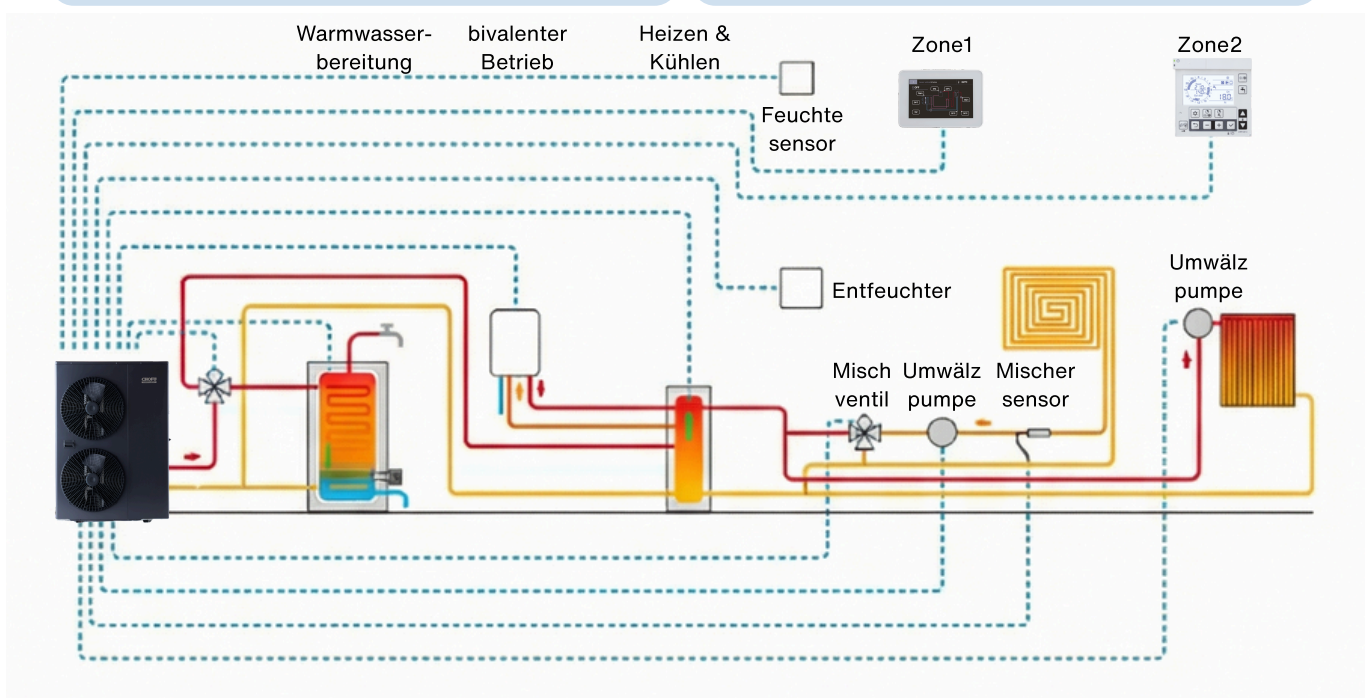 Warmwasser-
bereitung
bivalenter
Betrieb
Heizen &
Kühlen
Zone1
Zone2
Feuchte
sensor
Entfeuchter
Umwälz
pumpe
Misch
ventil
Umwälz
pumpe
Mischer
sensor